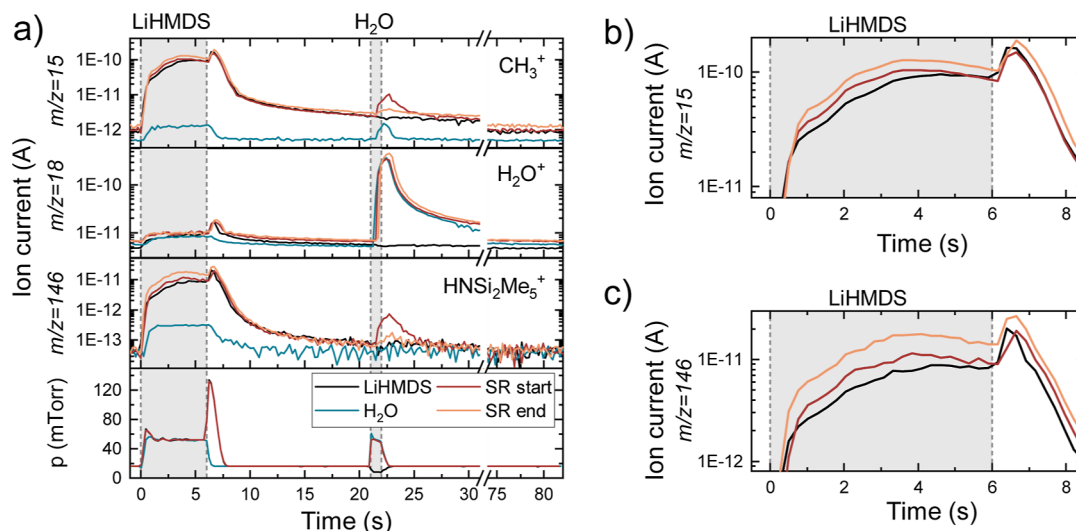 a)
LiHMDS
H₂O
m/z=15
1E-10
1E-11
1E-12
CH₃⁺
Ion current (A)
m/z=18
1E-10
1E-11
H₂O⁺
m/z=146
1E-11
1E-12
1E-13
HNSi₂Me₅⁺
p (mTorr)
120
80
40
0
LiHMDS
SR start
H₂O
SR end
0 5 10 15 20 25 30 75 80
Time (s)
b)
LiHMDS
Ion current (A)
m/z=15
1E-10
1E-11
0 2 4 6 8
Time (s)
c)
LiHMDS
Ion current (A)
m/z=146
1E-11
1E-12
0 2 4 6 8
Time (s)